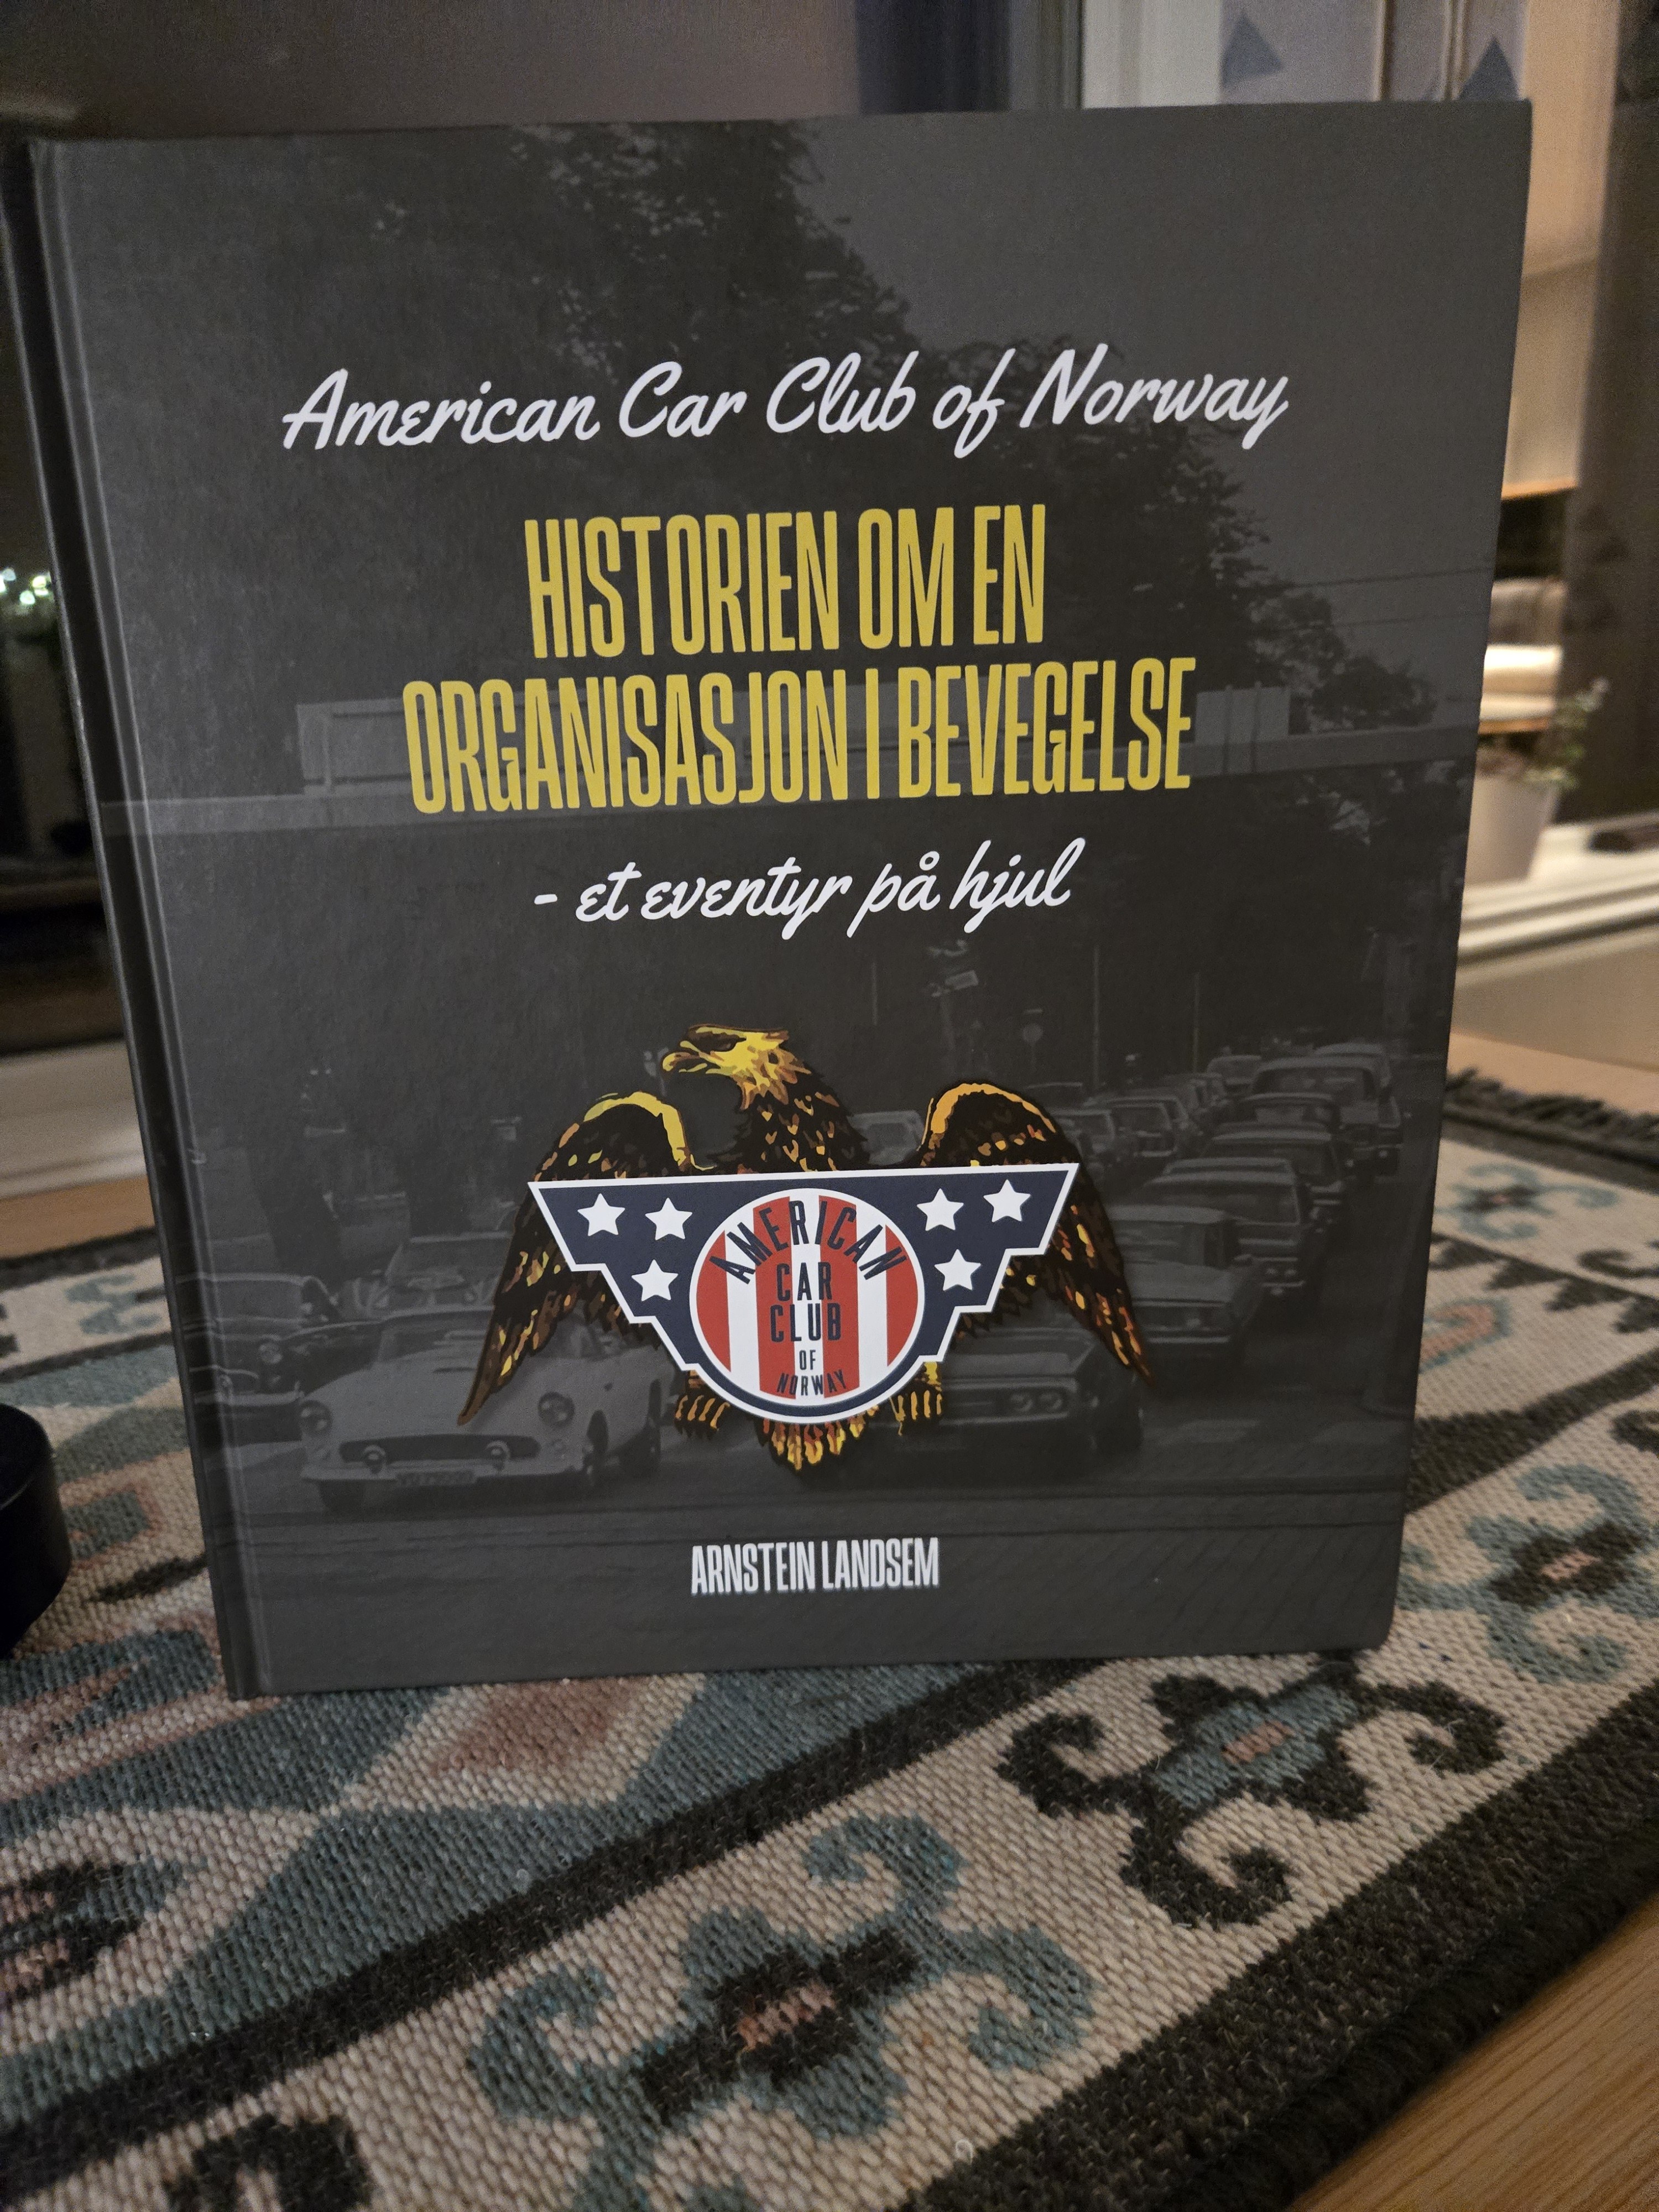 American Car Club of Norway
HISTORIEN OM EN
ORGANISASJON I BEVEGELSE
- et eventyr på hjul
AMERICAN
CAR
CLUB
OF
NORWAY
ARNSTEIN LANDSEM